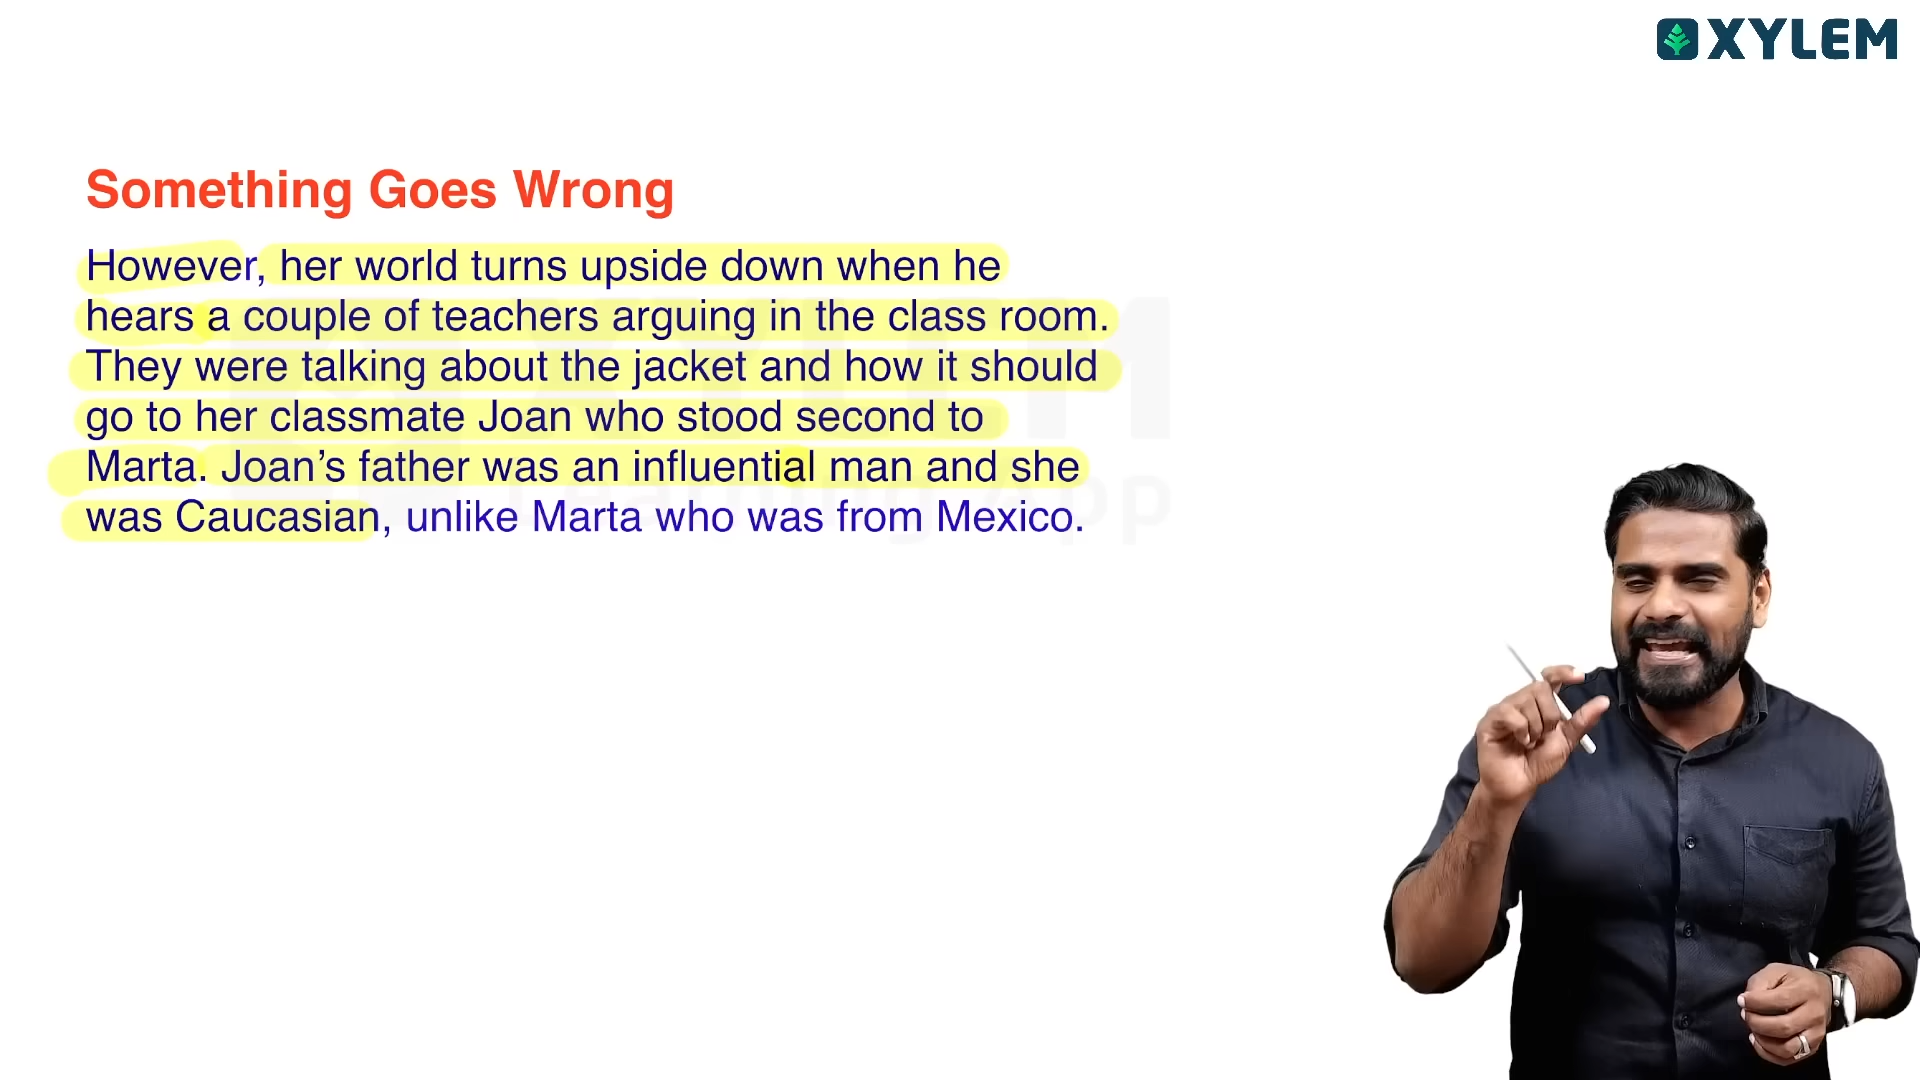 XYLEM
Something Goes Wrong
However, her world turns upside down when he
hears a couple of teachers arguing in the class room.
They were talking about the jacket and how it should
go to her classmate Joan who stood second to
Marta. Joan’s father was an influential man and she
was Caucasian, unlike Marta who was from Mexico.